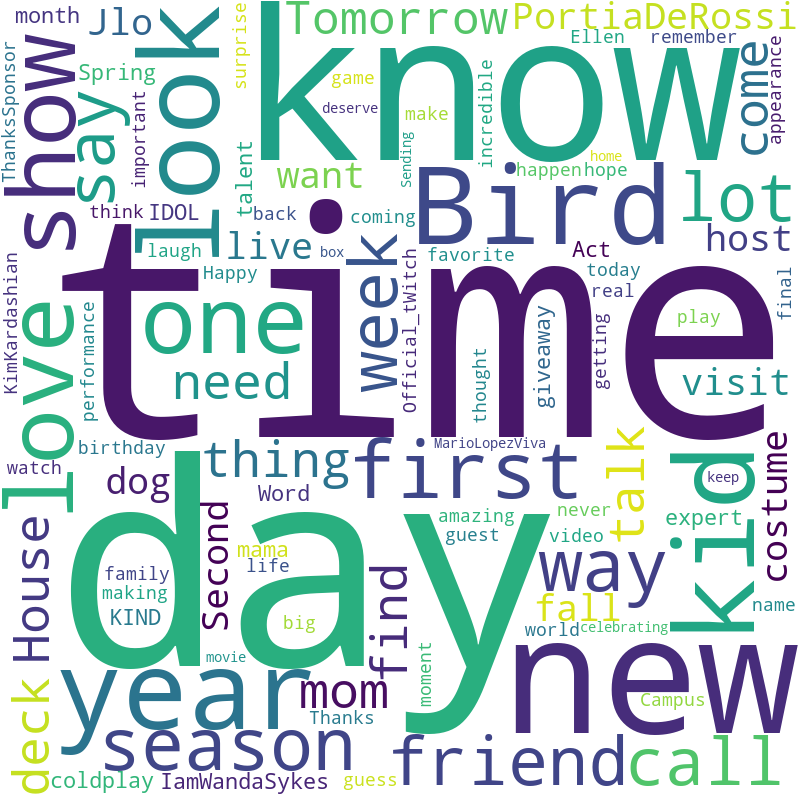 month
Jlo
Tomorrow
PortiaDeRossi
ThanksSponsor
show
say
Spring
look
surprise
know
game
Ellen
remember
come
appearance
deserve
make
incredible
important
talent
want
Sending
happen
hope
home
Bird
lot
think
IDOL
back
coming
host
laugh
live
box
week
favorite
Act
today
Happy
real
final
KimKardashian
love
performance
time
one
need
Official_tWitch
thought
giveaway
getting
play
visit
birthday
thing
MarioLopezViva
first
talk
kid
costume
watch
dog
Word
keep
House
Second
day
mama
amazing
guest
never
video
expert
family
life
making
KIND
big
find
way
fall
name
world
celebrating
movie
year
mom
moment
new
Campus
Thanks
deck
season
friend
call
coldplay
IamWandaSykes
guess